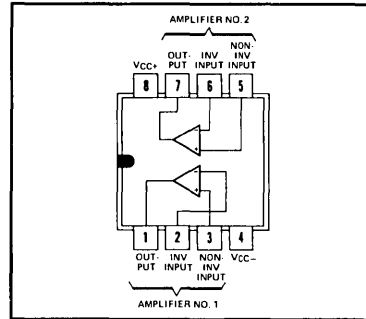 AMPLIFIER NO. 2
OUT-
PUT
INV
INPUT
NON-
INV
INPUT
VCC+
8
7
6
5
-
+
-
+
1
2
3
4
OUT-
PUT
INV
INPUT
NON-
INV
INPUT
VCC-
AMPLIFIER NO. 1